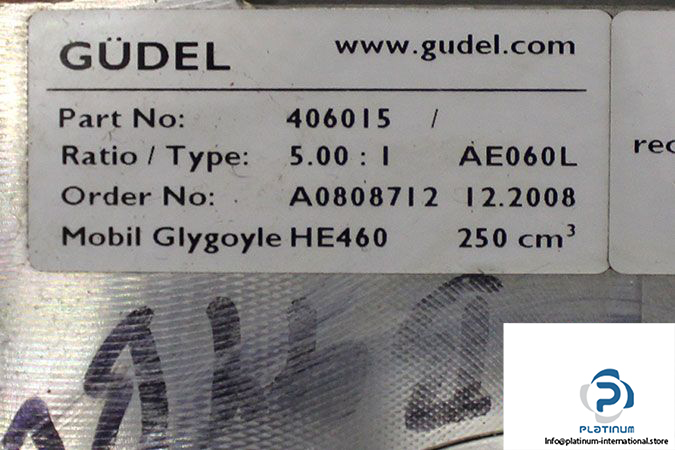 GÜDEL www.gudel.com
Part No: 406015 /
Ratio / Type: 5.00 : 1 AE060L
Order No: A0808712 12.2008
Mobil Glygoyle HE460 250 cm³
rec
PLATINUM
Info@platinum-international.store